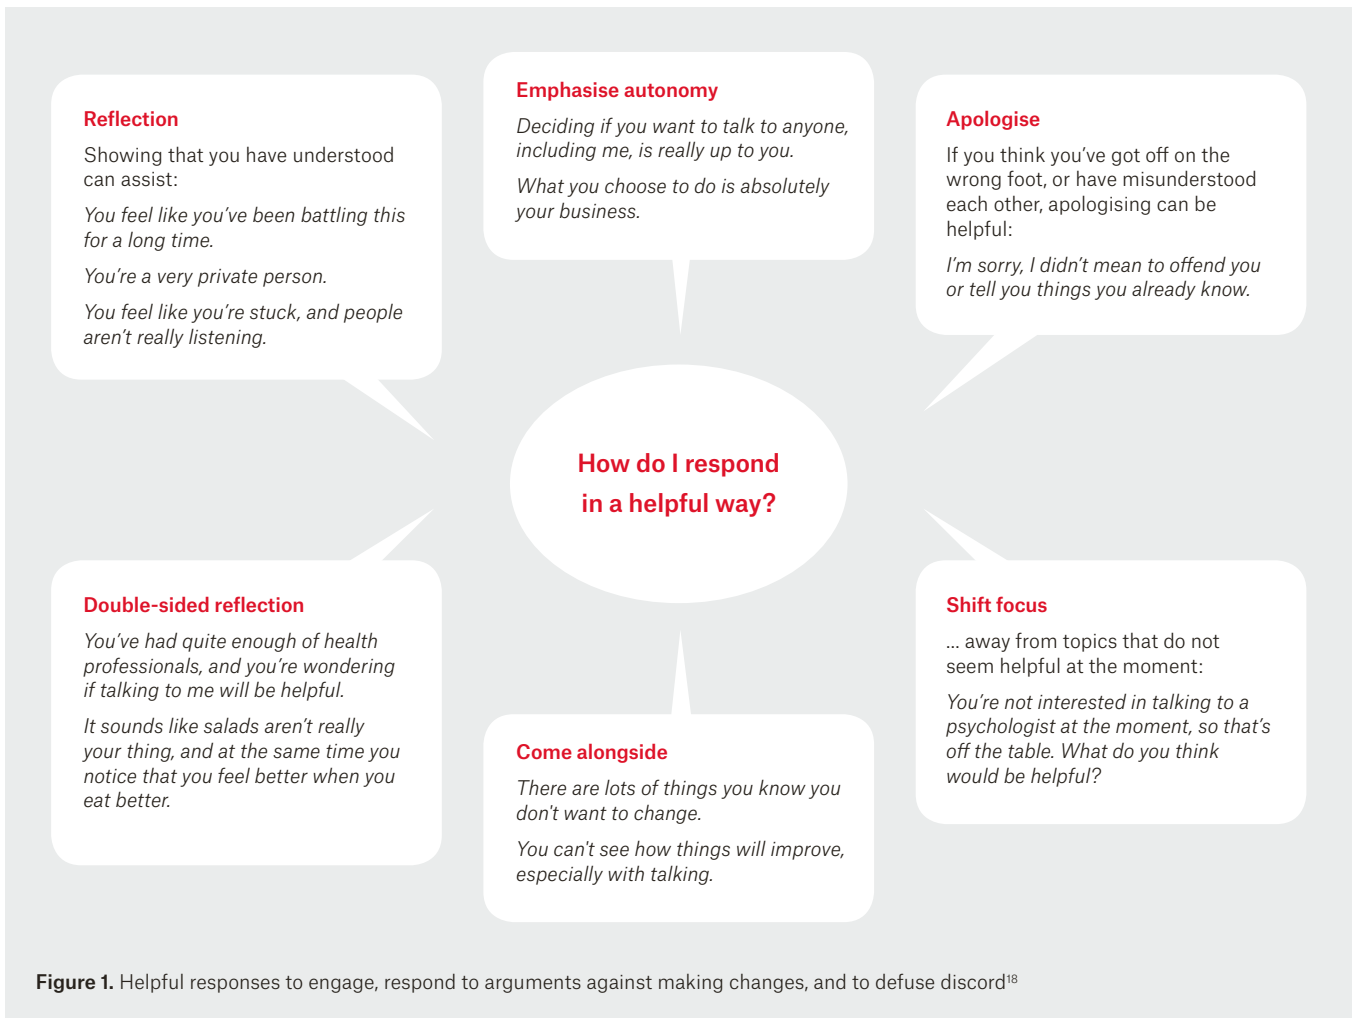 Reflection
Showing that you have understood
can assist:
You feel like you've been battling this
for a long time.
You're a very private person.
You feel like you're stuck, and people
aren't really listening.
Emphasise autonomy
Deciding if you want to talk to anyone,
including me, is really up to you.
What you choose to do is absolutely
your business.
Apologise
If you think you've got off on the
wrong foot, or have misunderstood
each other, apologising can be
helpful:
I'm sorry, I didn't mean to offend you
or tell you things you already know.
How do I respond
in a helpful way?
Double-sided reflection
You've had quite enough of health
professionals, and you're wondering
if talking to me will be helpful.
It sounds like salads aren't really
your thing, and at the same time you
notice that you feel better when you
eat better.
Come alongside
There are lots of things you know you
don't want to change.
You can't see how things will improve,
especially with talking.
Shift focus
... away from topics that do not
seem helpful at the moment:
You're not interested in talking to a
psychologist at the moment, so that's
off the table. What do you think
would be helpful?
Figure 1. Helpful responses to engage, respond to arguments against making changes, and to defuse discord¹⁸